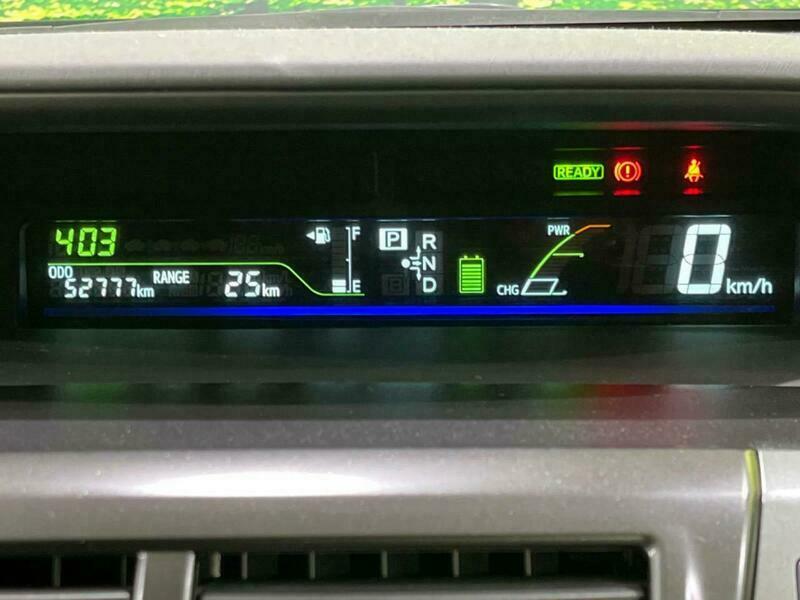 READY
403
F
P
R
PWR
0 km/h
ODO
52777km
RANGE
25km
E
N
D
CHG